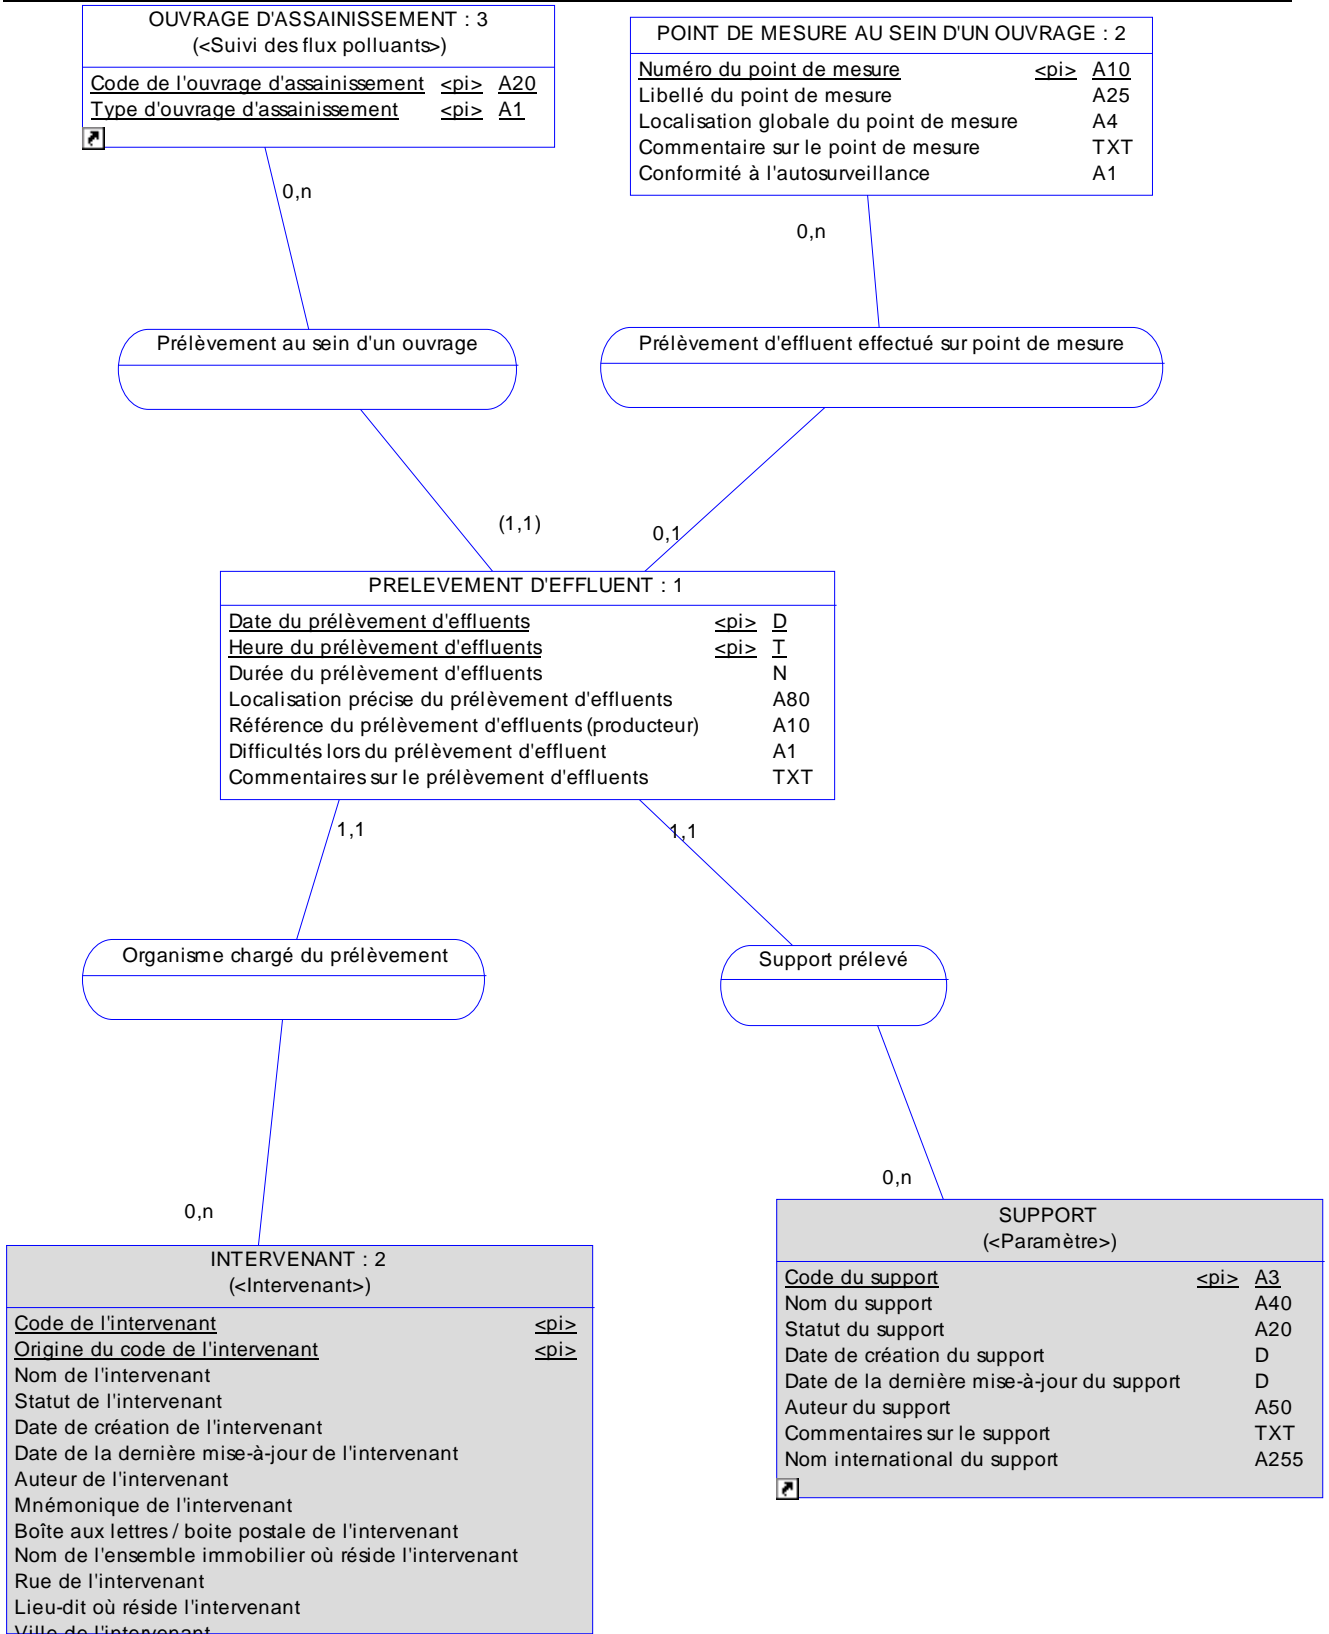 OUVRAGE D'ASSAINISSEMENT : 3
(<Suivi des flux polluants>)
Code de l'ouvrage d'assainissement <pi> A20
Type d'ouvrage d'assainissement <pi> A1
POINT DE MESURE AU SEIN D'UN OUVRAGE : 2
Numéro du point de mesure <pi> A10
Libellé du point de mesure A25
Localisation globale du point de mesure A4
Commentaire sur le point de mesure TXT
Conformité à l'autosurveillance A1
0,n
0,n
Prélèvement au sein d'un ouvrage
Prélèvement d'effluent effectué sur point de mesure
(1,1)
0,1
PRELEVEMENT D'EFFLUENT : 1
Date du prélèvement d'effluents <pi> D
Heure du prélèvement d'effluents <pi> T
Durée du prélèvement d'effluents N
Localisation précise du prélèvement d'effluents A80
Référence du prélèvement d'effluents (producteur) A10
Difficultés lors du prélèvement d'effluent A1
Commentaires sur le prélèvement d'effluents TXT
1,1
1,1
Organisme chargé du prélèvement
Support prélevé
0,n
0,n
INTERVENANT : 2
(<Intervenant>)
Code de l'intervenant <pi>
Origine du code de l'intervenant <pi>
Nom de l'intervenant
Statut de l'intervenant
Date de création de l'intervenant
Date de la dernière mise-à-jour de l'intervenant
Auteur de l'intervenant
Mnémonique de l'intervenant
Boîte aux lettres / boite postale de l'intervenant
Nom de l'ensemble immobilier où réside l'intervenant
Rue de l'intervenant
Lieu-dit où réside l'intervenant
Ville de l'intervenant
SUPPORT
(<Paramètre>)
Code du support <pi> A3
Nom du support A40
Statut du support A20
Date de création du support D
Date de la dernière mise-à-jour du support D
Auteur du support A50
Commentaires sur le support TXT
Nom international du support A255